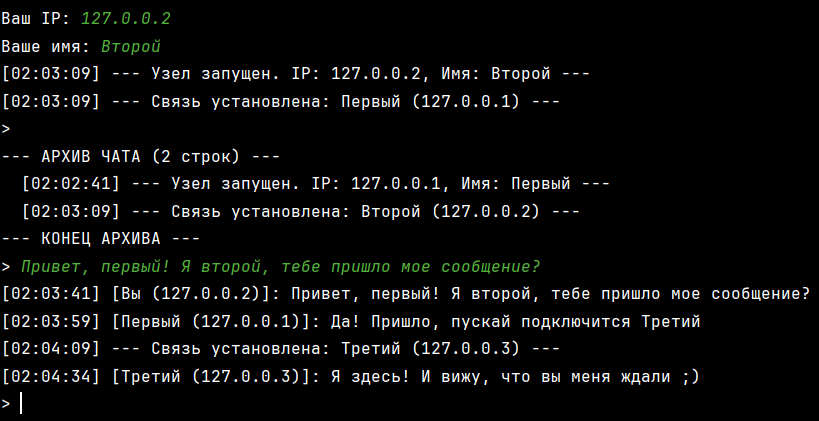 Ваш IP: 127.0.0.2
Ваше имя: Второй
[02:03:09] --- Узел запущен. IP: 127.0.0.2, Имя: Второй ---
[02:03:09] --- Связь установлена: Первый (127.0.0.1) ---
>
--- АРХИВ ЧАТА (2 строк) ---
[02:02:41] --- Узел запущен. IP: 127.0.0.1, Имя: Первый ---
[02:03:09] --- Связь установлена: Второй (127.0.0.2) ---
--- КОНЕЦ АРХИВА ---
> Привет, первый! Я второй, тебе пришло мое сообщение?
[02:03:41] [Вы (127.0.0.2)]: Привет, первый! Я второй, тебе пришло мое сообщение?
[02:03:59] [Первый (127.0.0.1)]: Да! Пришло, пускай подключится Третий
[02:04:09] --- Связь установлена: Третий (127.0.0.3) ---
[02:04:34] [Третий (127.0.0.3)]: Я здесь! И вижу, что вы меня ждали ;)
>